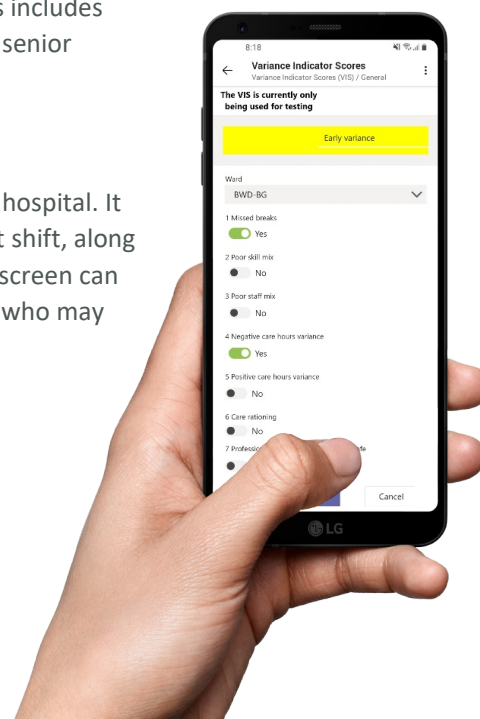 s includes
senior
hospital. It
t shift, along
screen can
who may
8:18
Variance Indicator Scores
Variance Indicator Scores (VIS) / General
The VIS is currently only
being used for testing
Early variance
Ward
BWD-BG
1 Missed breaks
Yes
2 Poor skill mix
No
3 Poor staff mix
No
4 Negative care hours variance
Yes
5 Positive care hours variance
No
6 Care rationing
No
7
Cancel
LG